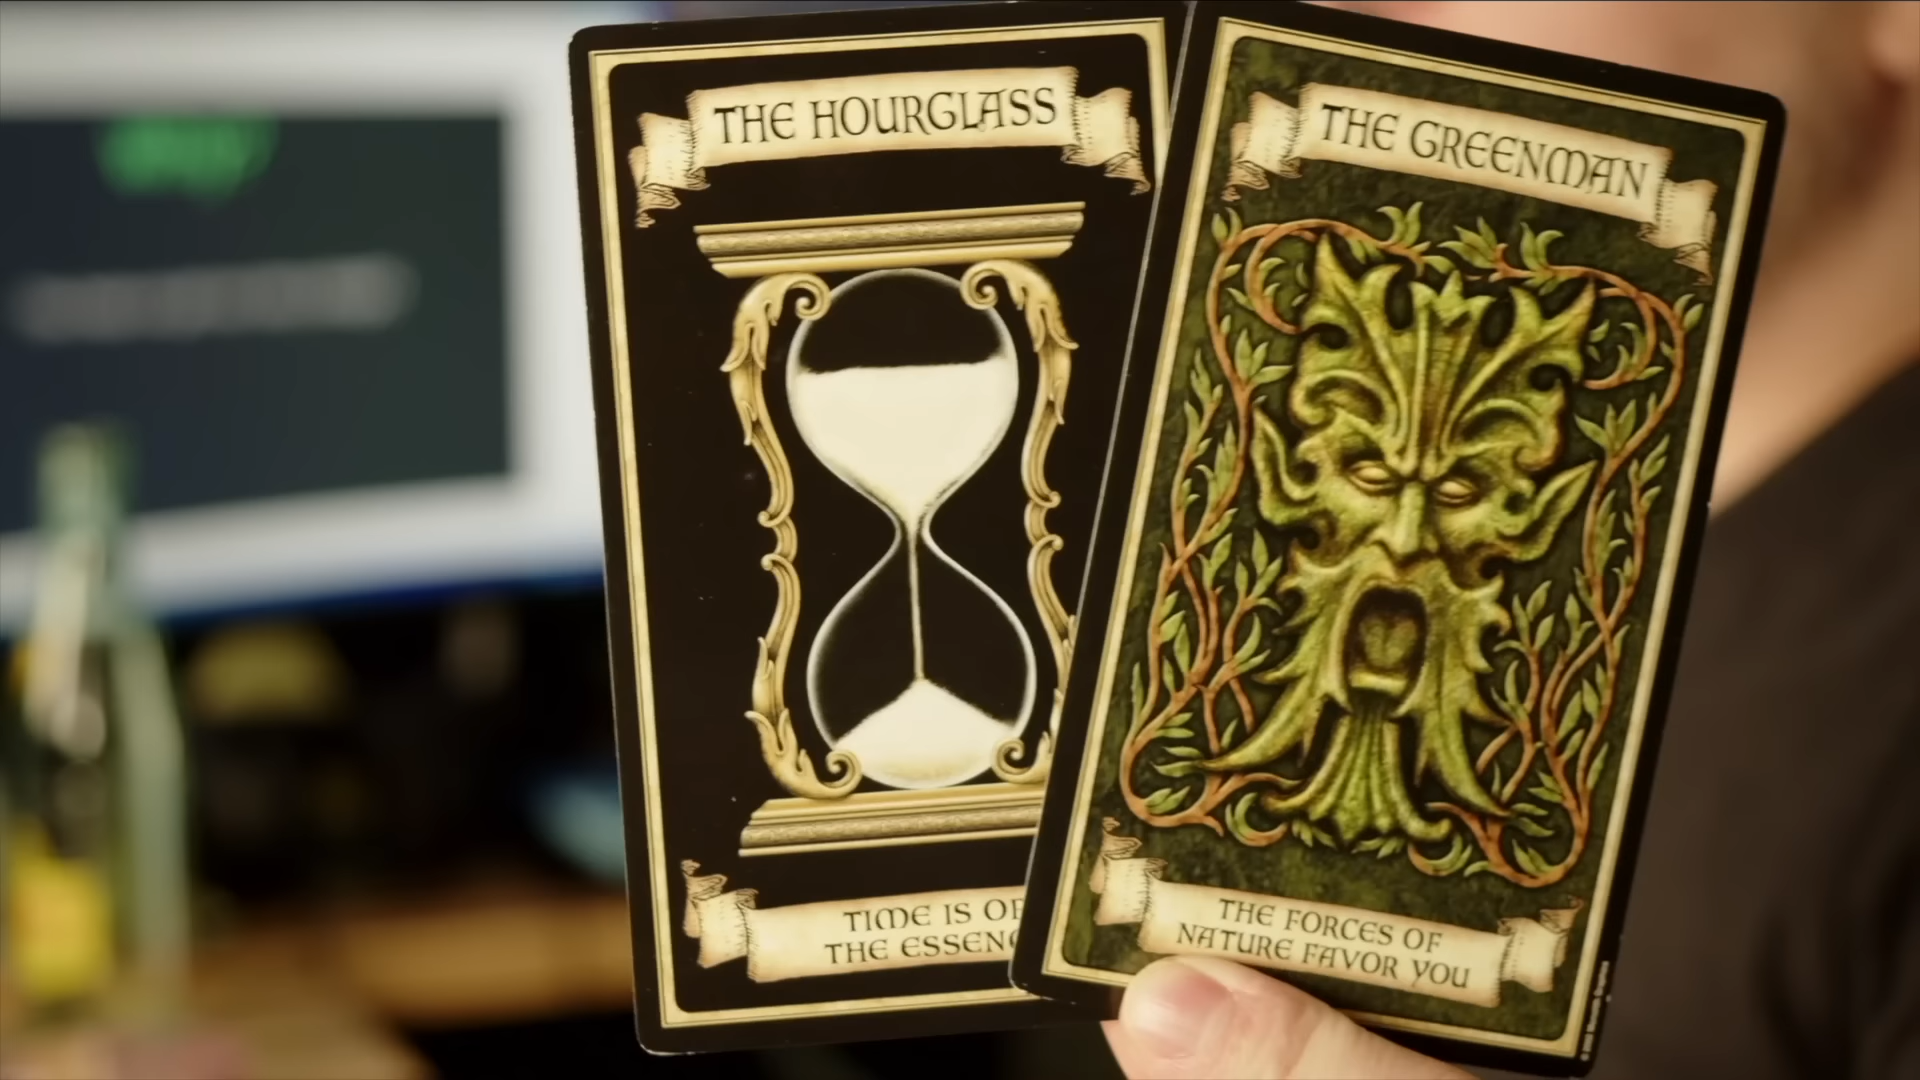 THE HOURGLASS
TIME IS OF
THE ESSENC
THE GREENMAN
THE FORCES OF
NATURE FAVOR YOU